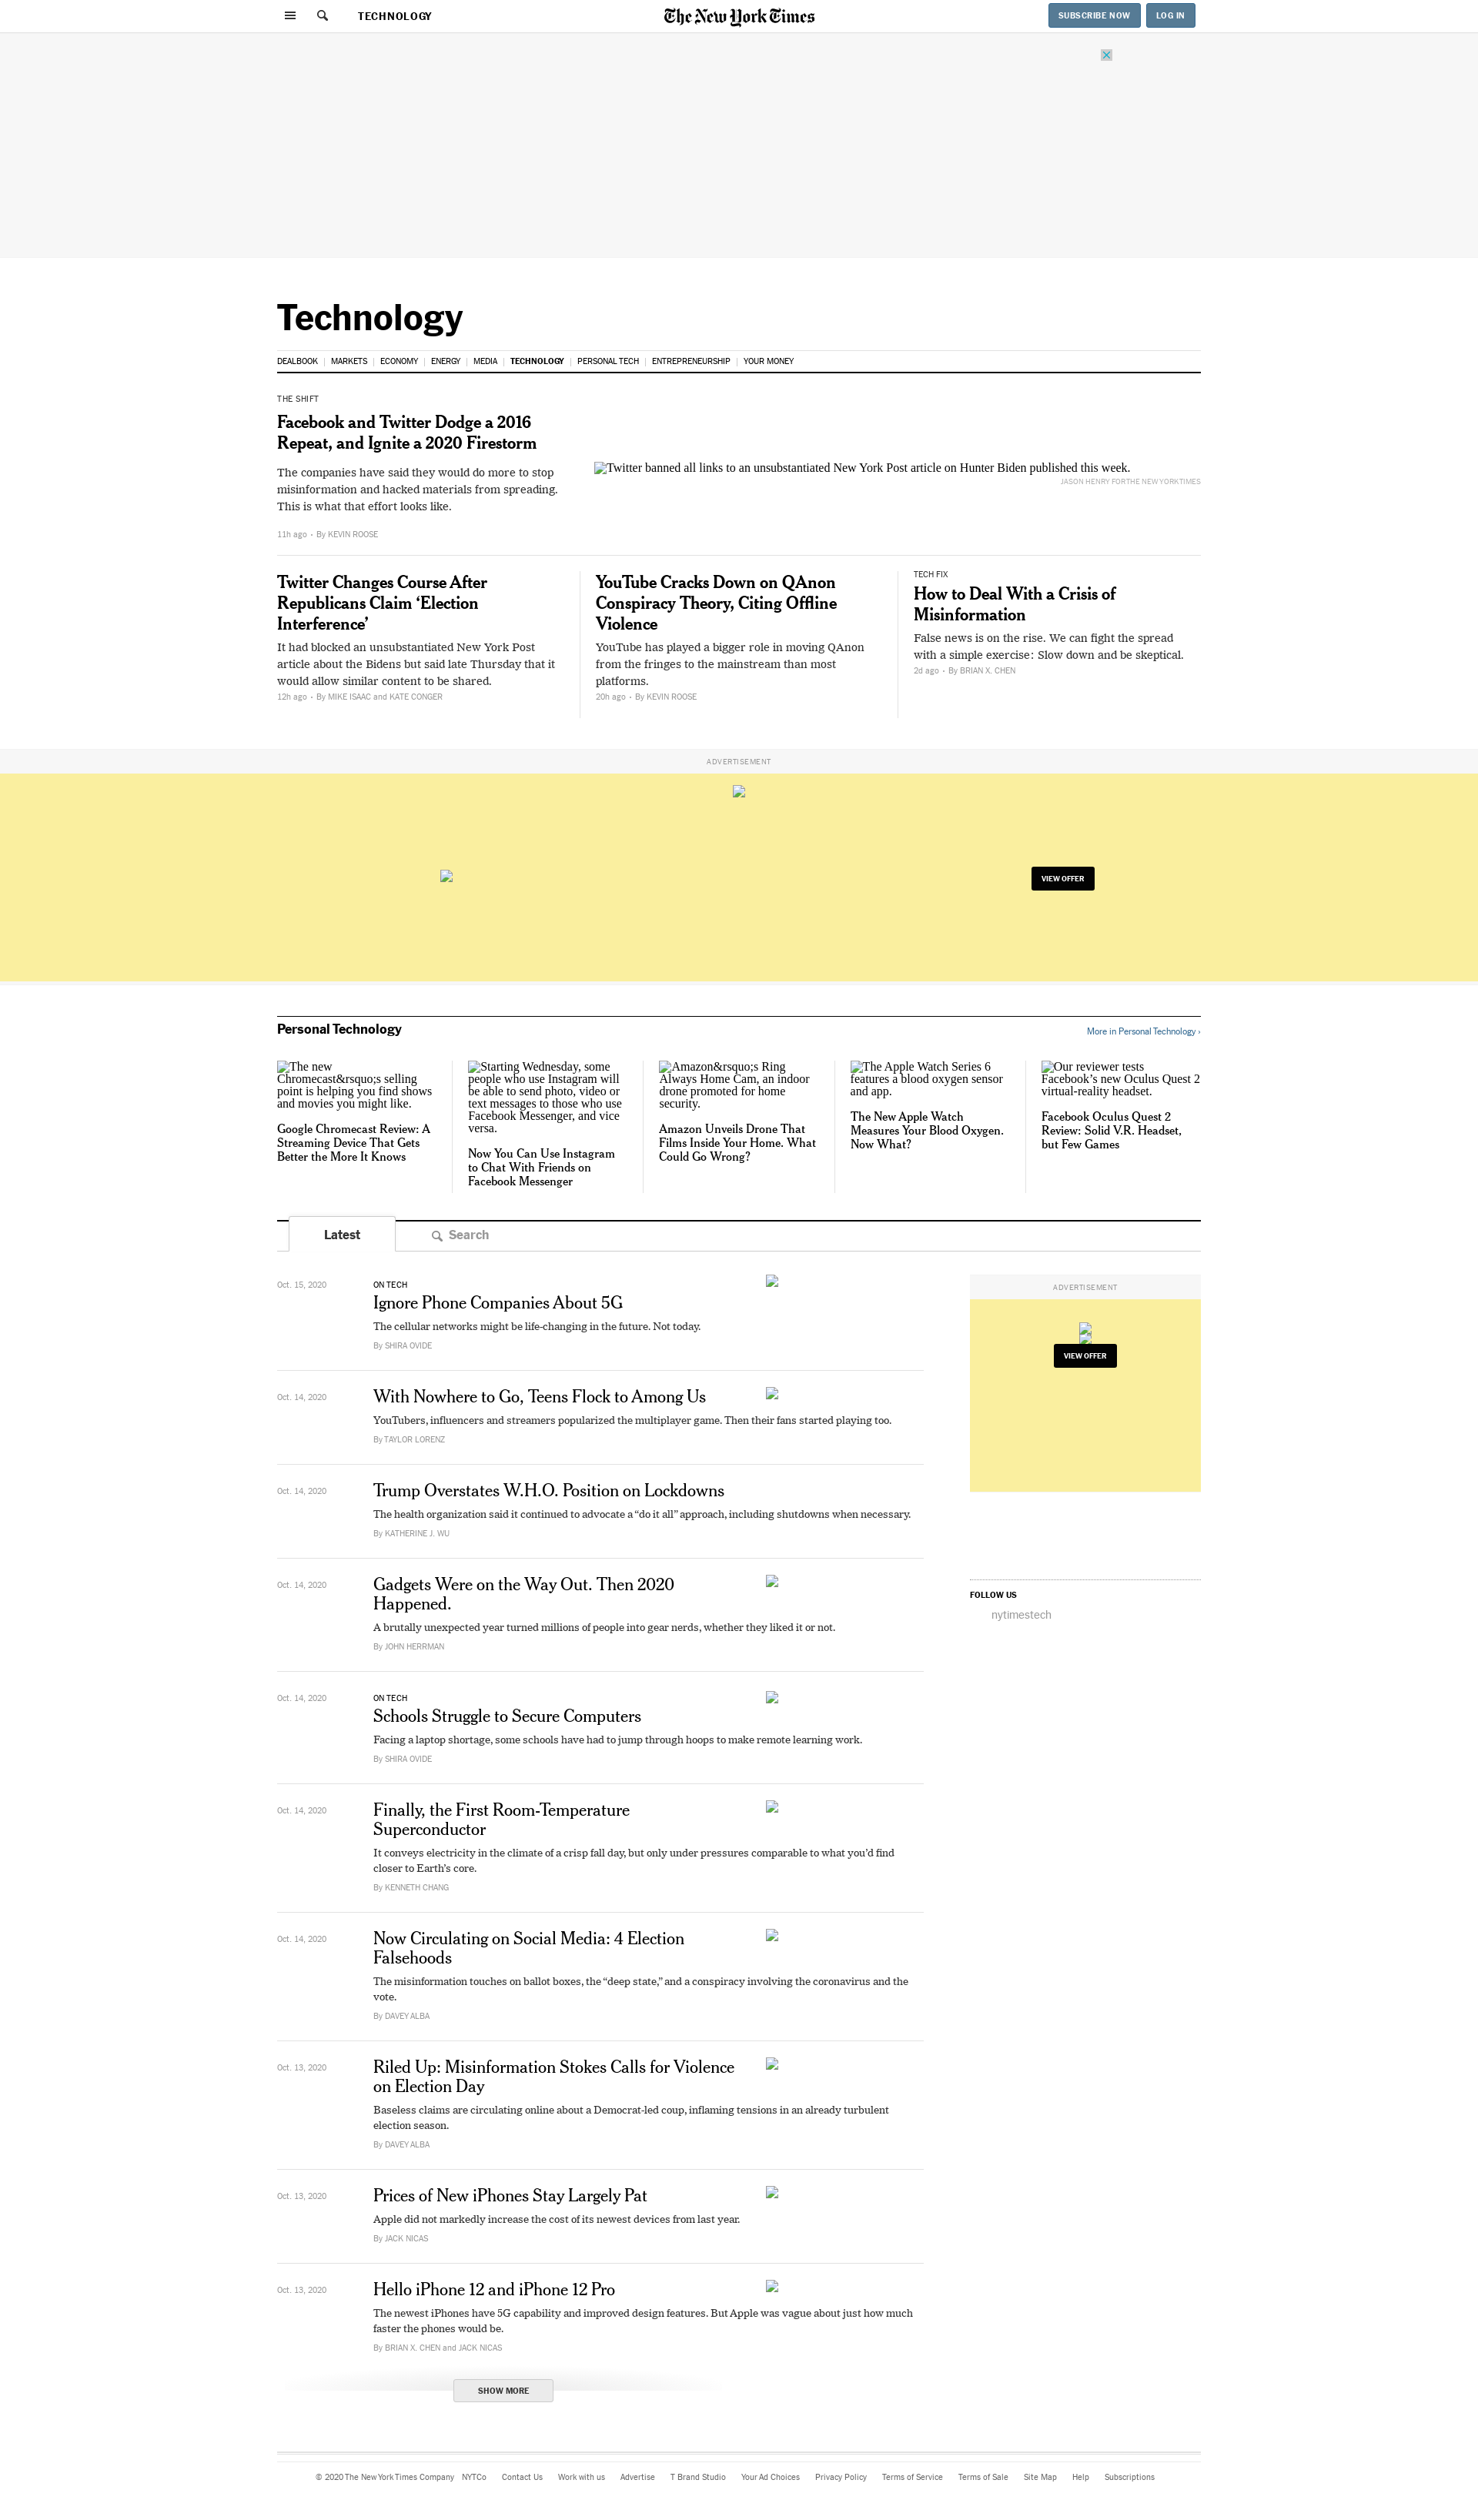 TECHNOLOGY
The New York Times
SUBSCRIBE NOW
LOG IN
Technology
DEALBOOK
MARKETS
ECONOMY
ENERGY
MEDIA
TECHNOLOGY
PERSONAL TECH
ENTREPRENEURSHIP
YOUR MONEY
THE SHIFT
Facebook and Twitter Dodge a 2016
Repeat, and Ignite a 2020 Firestorm
The companies have said they would do more to stop
misinformation and hacked materials from spreading.
This is what that effort looks like.
11h ago • By KEVIN ROOSE
Twitter banned all links to an unsubstantiated New York Post article on Hunter Biden published this week.
JASON HENRY FOR THE NEW YORK TIMES
Twitter Changes Course After
Republicans Claim ‘Election
Interference’
It had blocked an unsubstantiated New York Post
article about the Bidens but said late Thursday that it
would allow similar content to be shared.
12h ago • By MIKE ISAAC and KATE CONGER
YouTube Cracks Down on QAnon
Conspiracy Theory, Citing Offline
Violence
YouTube has played a bigger role in moving QAnon
from the fringes to the mainstream than most
platforms.
20h ago • By KEVIN ROOSE
TECH FIX
How to Deal With a Crisis of
Misinformation
False news is on the rise. We can fight the spread
with a simple exercise: Slow down and be skeptical.
2d ago • By BRIAN X. CHEN
ADVERTISEMENT
VIEW OFFER
Personal Technology
More in Personal Technology ›
The new
Chromecast&rsquo;s selling
point is helping you find shows
and movies you might like.
Google Chromecast Review: A
Streaming Device That Gets
Better the More It Knows
Starting Wednesday, some
people who use Instagram will
be able to send photo, video or
text messages to those who use
Facebook Messenger, and vice
versa.
Now You Can Use Instagram
to Chat With Friends on
Facebook Messenger
Amazon&rsquo;s Ring
Always Home Cam, an indoor
drone promoted for home
security.
Amazon Unveils Drone That
Films Inside Your Home. What
Could Go Wrong?
The Apple Watch Series 6
features a blood oxygen sensor
and app.
The New Apple Watch
Measures Your Blood Oxygen.
Now What?
Our reviewer tests
Facebook’s new Oculus Quest 2
virtual-reality headset.
Facebook Oculus Quest 2
Review: Solid V.R. Headset,
but Few Games
Latest
Search
Oct. 15, 2020
ON TECH
Ignore Phone Companies About 5G
The cellular networks might be life-changing in the future. Not today.
By SHIRA OVIDE
Oct. 14, 2020
With Nowhere to Go, Teens Flock to Among Us
YouTubers, influencers and streamers popularized the multiplayer game. Then their fans started playing too.
By TAYLOR LORENZ
Oct. 14, 2020
Trump Overstates W.H.O. Position on Lockdowns
The health organization said it continued to advocate a “do it all” approach, including shutdowns when necessary.
By KATHERINE J. WU
Oct. 14, 2020
Gadgets Were on the Way Out. Then 2020
Happened.
A brutally unexpected year turned millions of people into gear nerds, whether they liked it or not.
By JOHN HERRMAN
Oct. 14, 2020
ON TECH
Schools Struggle to Secure Computers
Facing a laptop shortage, some schools have had to jump through hoops to make remote learning work.
By SHIRA OVIDE
Oct. 14, 2020
Finally, the First Room-Temperature
Superconductor
It conveys electricity in the climate of a crisp fall day, but only under pressures comparable to what you’d find
closer to Earth’s core.
By KENNETH CHANG
Oct. 14, 2020
Now Circulating on Social Media: 4 Election
Falsehoods
The misinformation touches on ballot boxes, the “deep state,” and a conspiracy involving the coronavirus and the
vote.
By DAVEY ALBA
Oct. 13, 2020
Riled Up: Misinformation Stokes Calls for Violence
on Election Day
Baseless claims are circulating online about a Democrat-led coup, inflaming tensions in an already turbulent
election season.
By DAVEY ALBA
Oct. 13, 2020
Prices of New iPhones Stay Largely Pat
Apple did not markedly increase the cost of its newest devices from last year.
By JACK NICAS
Oct. 13, 2020
Hello iPhone 12 and iPhone 12 Pro
The newest iPhones have 5G capability and improved design features. But Apple was vague about just how much
faster the phones would be.
By BRIAN X. CHEN and JACK NICAS
SHOW MORE
ADVERTISEMENT
VIEW OFFER
FOLLOW US
nytimestech
© 2020 The New York Times Company
NYTCo
Contact Us
Work with us
Advertise
T Brand Studio
Your Ad Choices
Privacy Policy
Terms of Service
Terms of Sale
Site Map
Help
Subscriptions